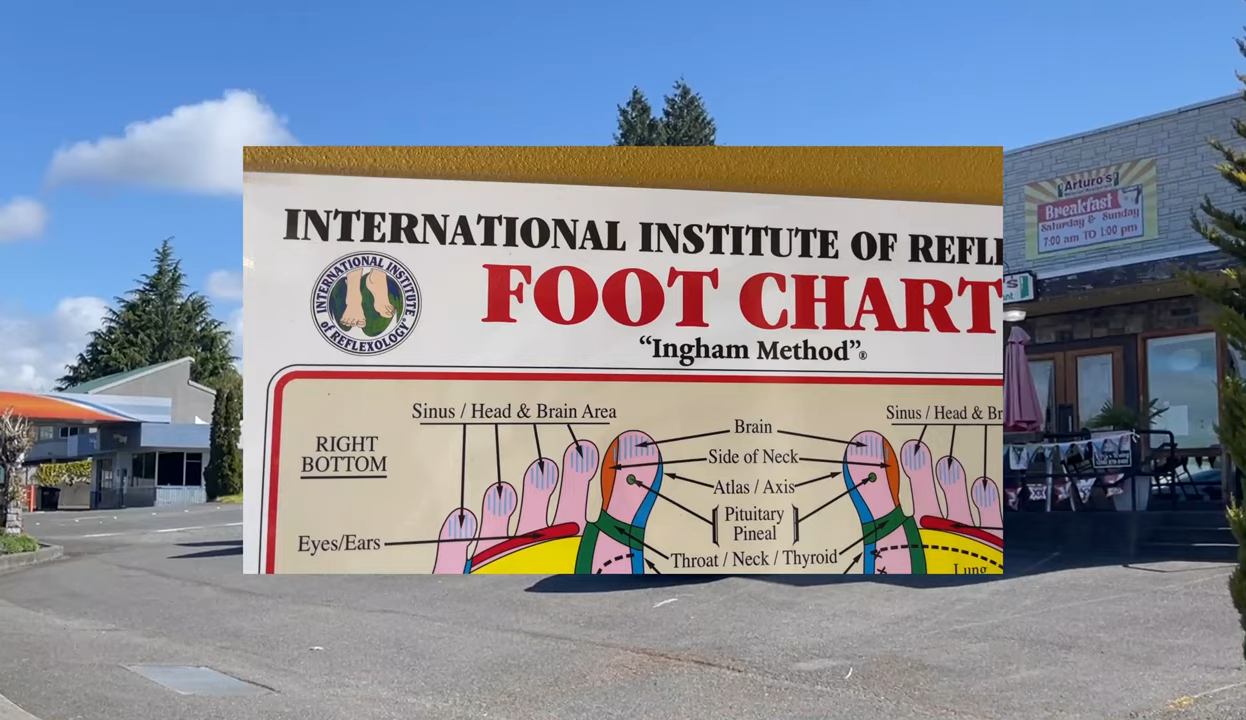 INTERNATIONAL INSTITUTE OF REFL
FOOT CHART
"Ingham Method"®
INTERNATIONAL INSTITUTE
of REFLEXOLOGY
RIGHT
BOTTOM
Sinus / Head & Brain Area
Brain
Side of Neck
Atlas / Axis
Pituitary
Pineal
Throat / Neck / Thyroid
Eyes/Ears
Sinus / Head & Br
Lung
Arturo's
Breakfast
Saturday & Sunday
7:00 am TO 1:00 pm